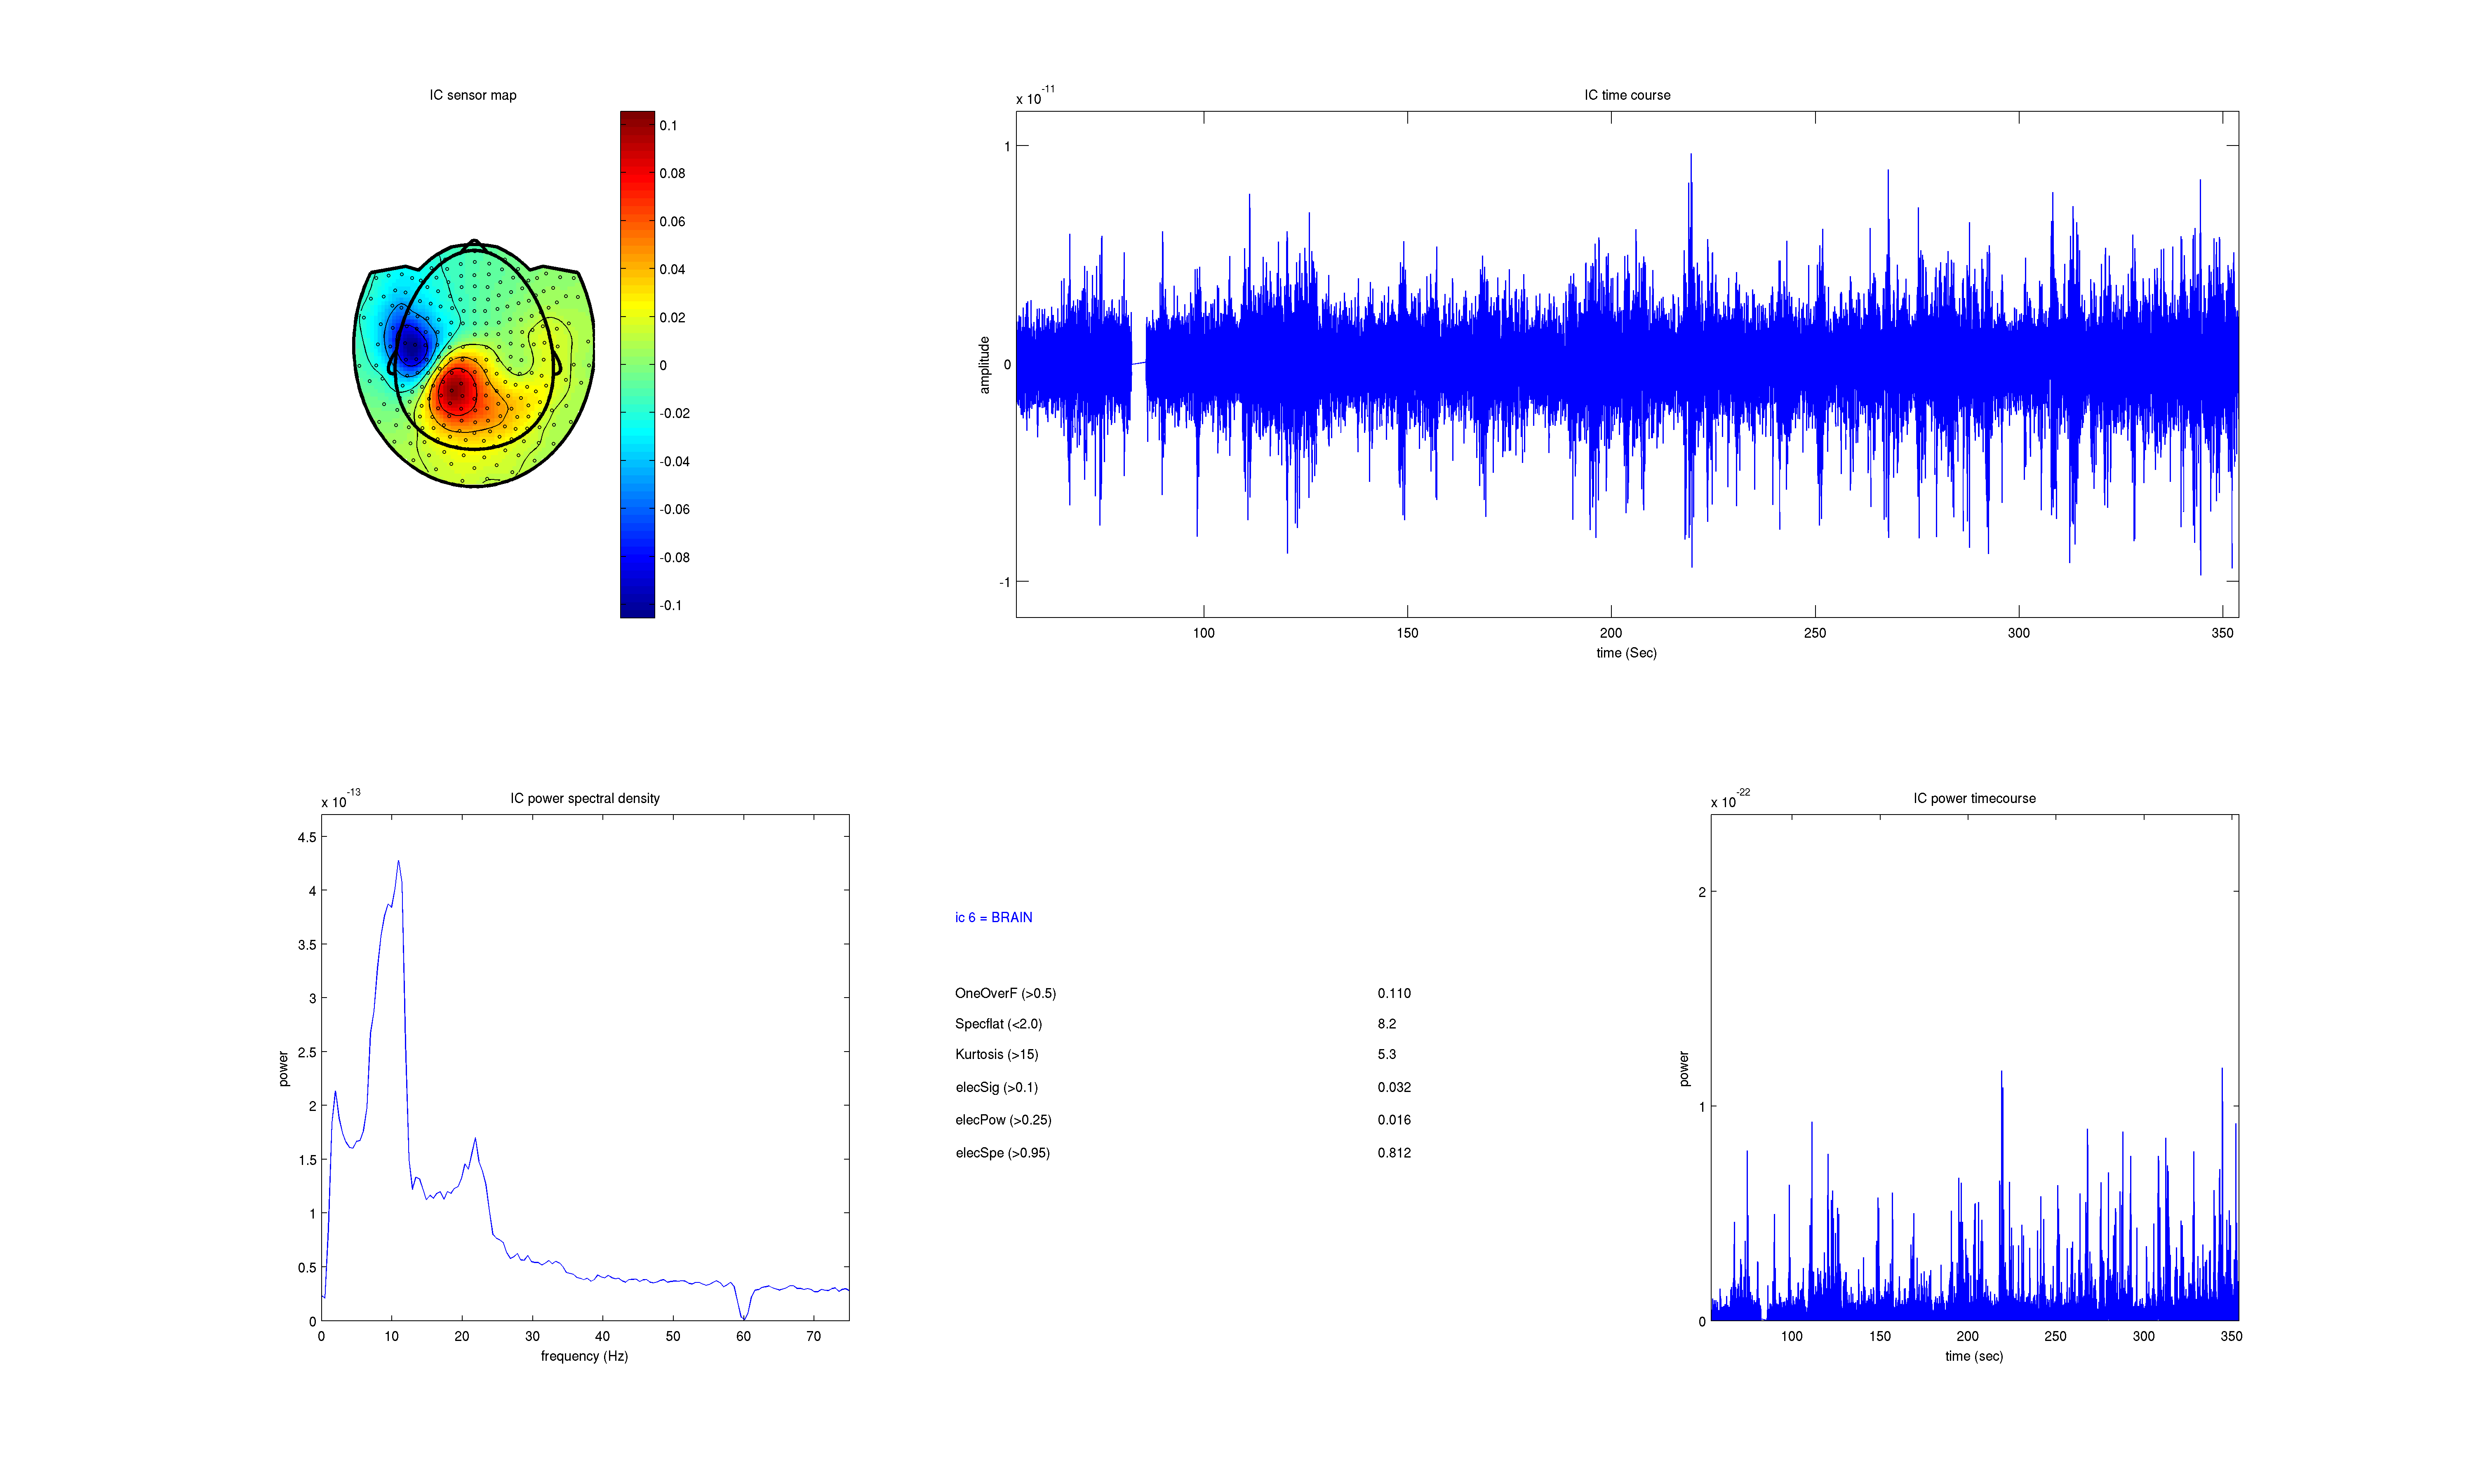 IC sensor map
0.1
0.08
0.06
0.04
0.02
0
-0.02
-0.04
-0.06
-0.08
-0.1
IC time course
x 10-11
1
0
-1
amplitude
100 150 200 250 300 350
time (Sec)
IC power spectral density
x 10-13
4.5
4
3.5
3
2.5
2
1.5
1
0.5
0
power
0 10 20 30 40 50 60 70
frequency (Hz)
ic 6 = BRAIN
OneOverF (>0.5) 0.110
Specflat (<2.0) 8.2
Kurtosis (>15) 5.3
elecSig (>0.1) 0.032
elecPow (>0.25) 0.016
elecSpe (>0.95) 0.812
IC power timecourse
x 10-22
2
1
0
power
100 150 200 250 300 350
time (sec)